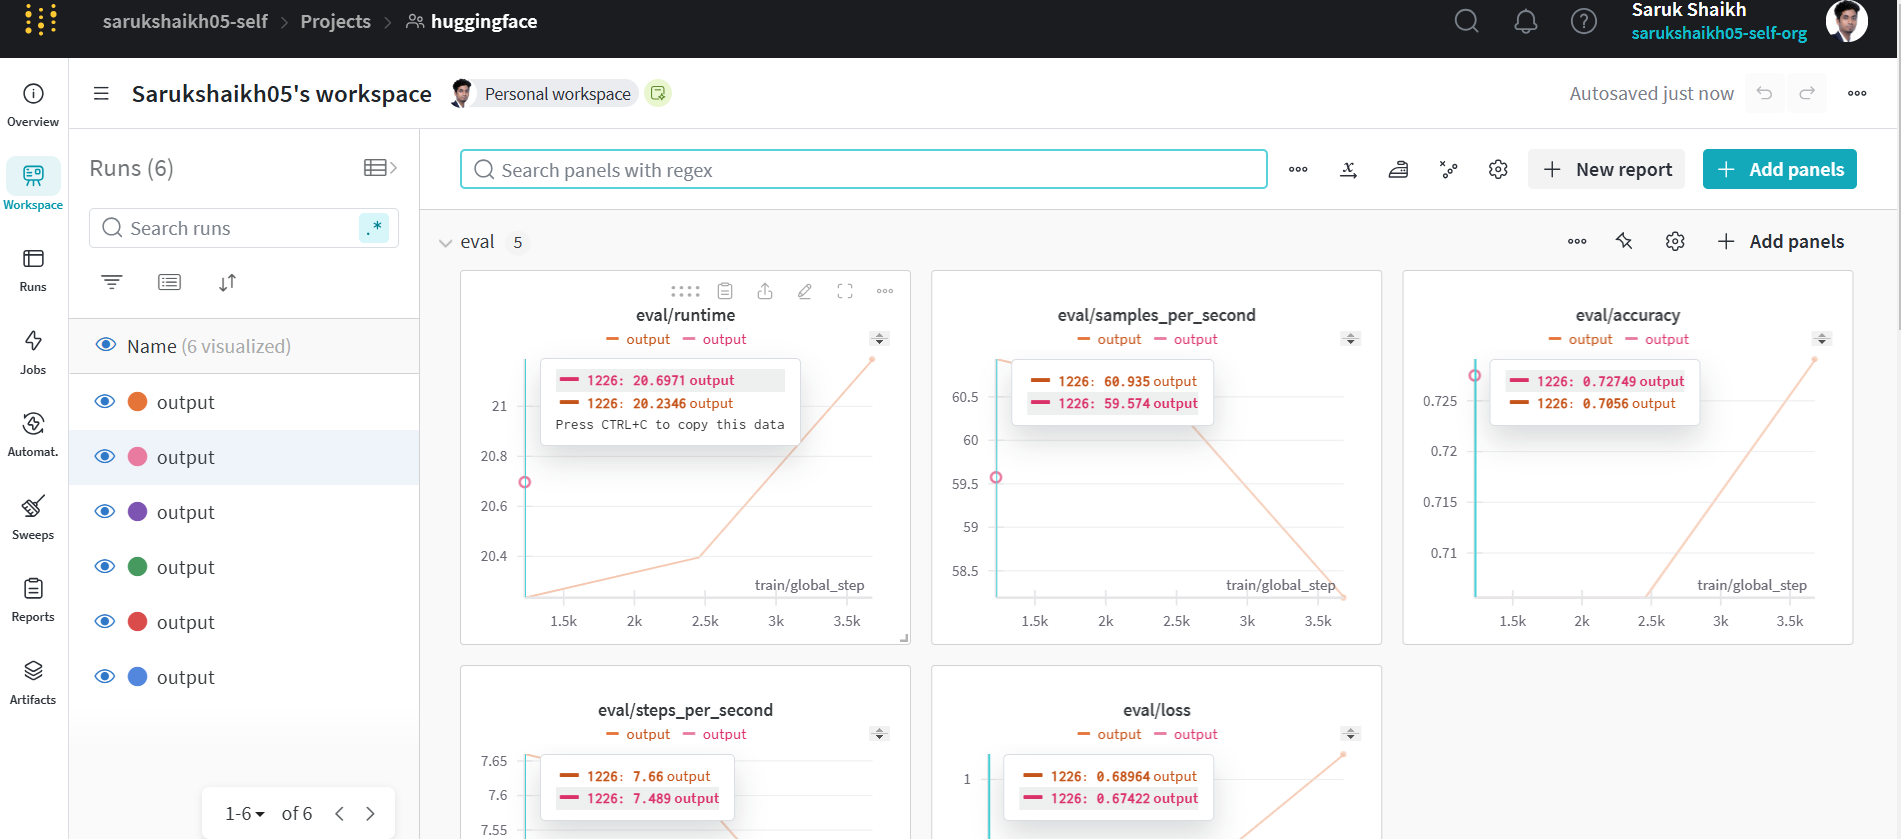 sarukshaikh05-self > Projects > huggingface
Saruk Shaikh
sarukshaikh05-self-org
Sarukshaikh05's workspace
Personal workspace
Autosaved just now
Overview
Workspace
Runs
Jobs
Automat.
Sweeps
Reports
Artifacts
Runs (6)
Search runs
.*
Name (6 visualized)
output
output
output
output
output
output
1-6 of 6
Search panels with regex
New report
Add panels
eval 5
Add panels
eval/runtime
output output
1226: 20.6971 output
1226: 20.2346 output
Press CTRL+C to copy this data
21
20.8
20.6
20.4
train/global_step
1.5k 2k 2.5k 3k 3.5k
eval/samples_per_second
output output
1226: 60.935 output
1226: 59.574 output
60.5
60
59.5
59
58.5
train/global_step
1.5k 2k 2.5k 3k 3.5k
eval/accuracy
output output
1226: 0.72749 output
1226: 0.7056 output
0.725
0.72
0.715
0.71
train/global_step
1.5k 2k 2.5k 3k 3.5k
eval/steps_per_second
output output
1226: 7.66 output
1226: 7.489 output
7.65
7.6
7.55
eval/loss
output output
1226: 0.68964 output
1226: 0.67422 output
1